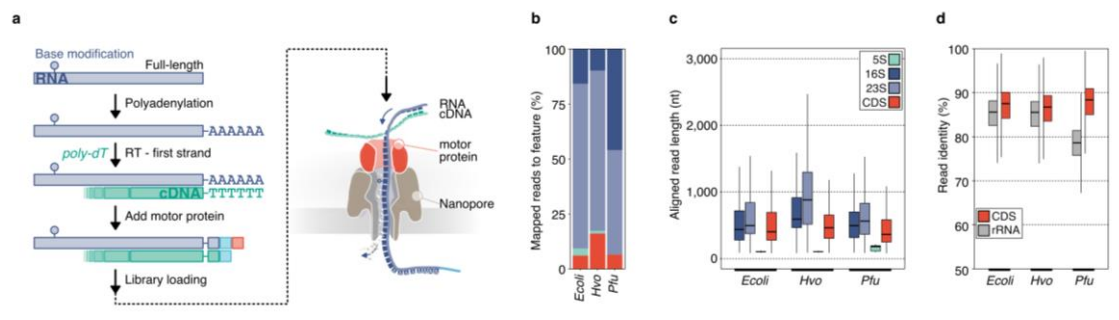 a
Base modification
Full-length
RNA
Polyadenylation
AAAAAA
poly-dT
RT - first strand
AAAAAA
cDNA
TTTTTT
Add motor protein
Library loading
RNA
cDNA
motor
protein
Nanopore
b
Mapped reads to feature (%)
100
75
50
25
0
Ecoli
Hvo
Pfu
c
Aligned read length (nt)
3,000
2,000
1,000
0
5S
16S
23S
CDS
Ecoli
Hvo
Pfu
d
Read identity (%)
100
90
80
70
60
50
CDS
rRNA
Ecoli
Hvo
Pfu